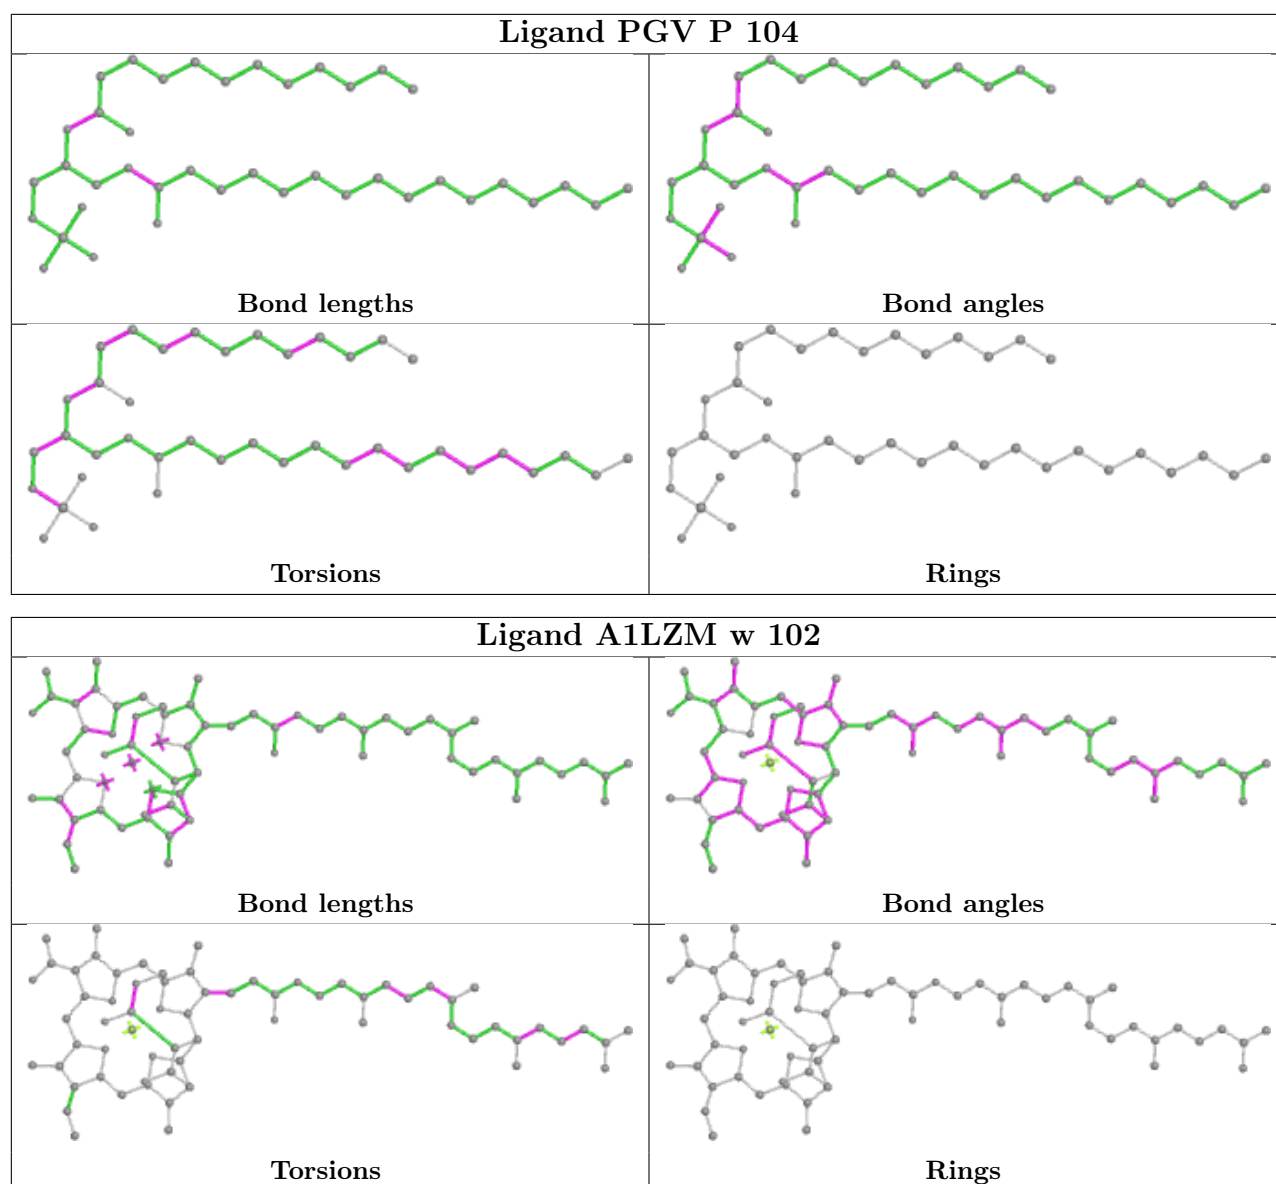 Ligand PGV P 104
Bond lengths
Bond angles
Torsions
Rings
Ligand A1LZM w 102
Bond lengths
Bond angles
Torsions
Rings